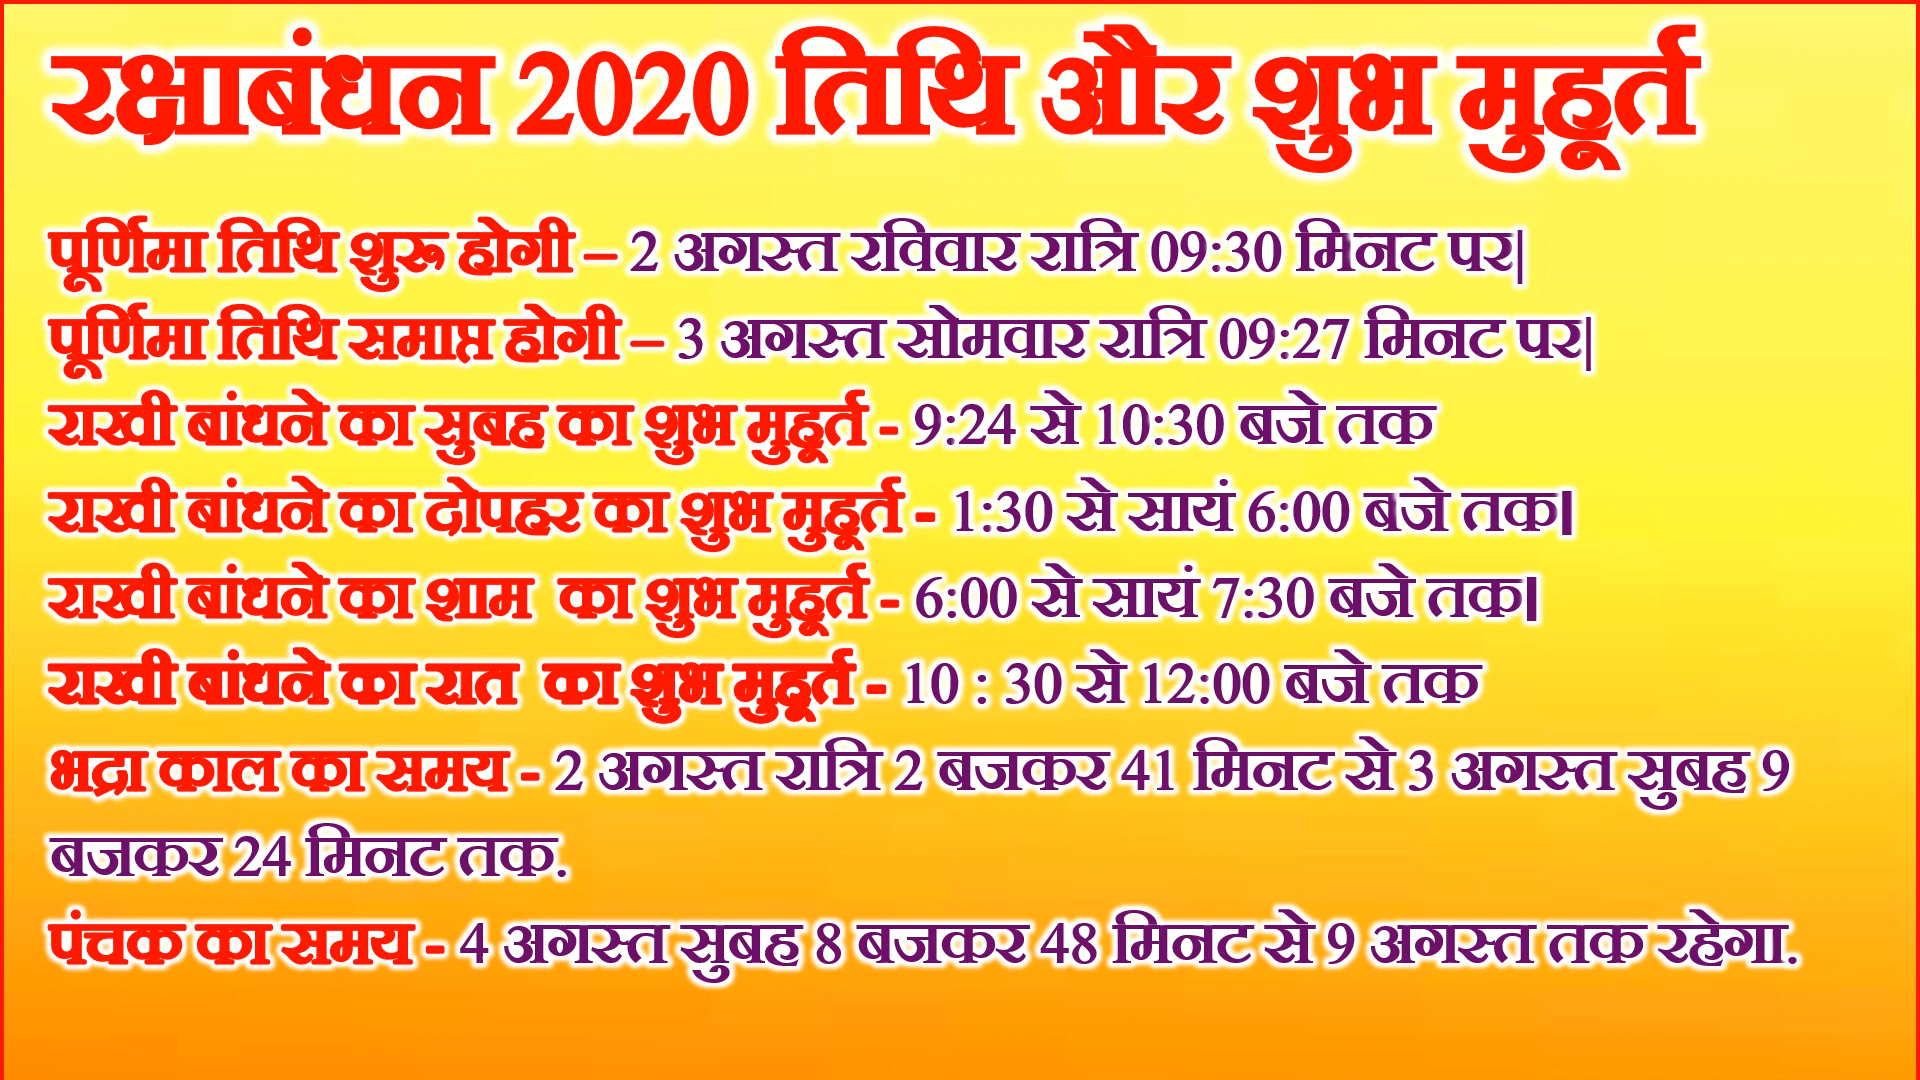 रक्षाबंधन 2020 तिथि और शुभ मुहूर्त
पूर्णिमा तिथि शुरू होगी – 2 अगस्त रविवार रात्रि 09:30 मिनट पर|
पूर्णिमा तिथि समाप्त होगी – 3 अगस्त सोमवार रात्रि 09:27 मिनट पर|
राखी बांधने का सुबह का शुभ मुहूर्त - 9:24 से 10:30 बजे तक
राखी बांधने का दोपहर का शुभ मुहूर्त - 1:30 से सायं 6:00 बजे तक।
राखी बांधने का शाम का शुभ मुहूर्त - 6:00 से सायं 7:30 बजे तक।
राखी बांधने का रात का शुभ मुहूर्त - 10 : 30 से 12:00 बजे तक
भद्रा काल का समय - 2 अगस्त रात्रि 2 बजकर 41 मिनट से 3 अगस्त सुबह 9
बजकर 24 मिनट तक.
पंचक का समय - 4 अगस्त सुबह 8 बजकर 48 मिनट से 9 अगस्त तक रहेगा.